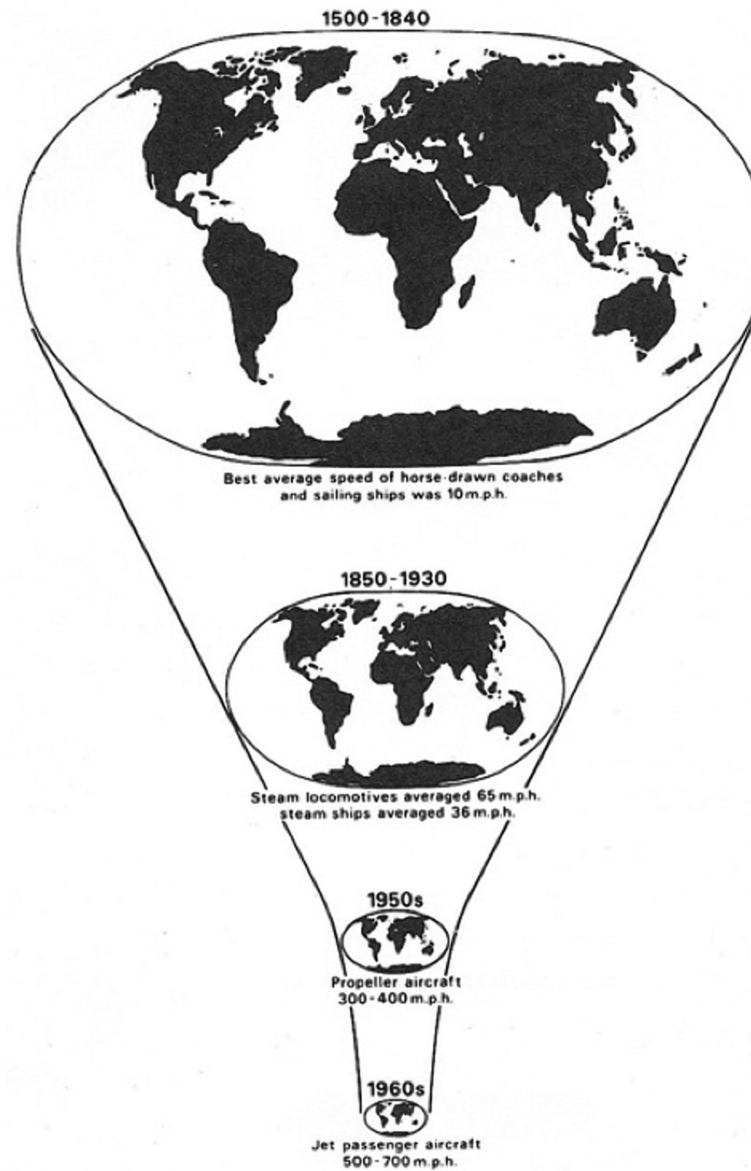 1500-1840
Best average speed of horse-drawn coaches
and sailing ships was 10 m.p.h.
1850-1930
Steam locomotives averaged 65 m.p.h.
steam ships averaged 36 m.p.h.
1950s
Propeller aircraft
300-400 m.p.h.
1960s
Jet passenger aircraft
500-700 m.p.h.